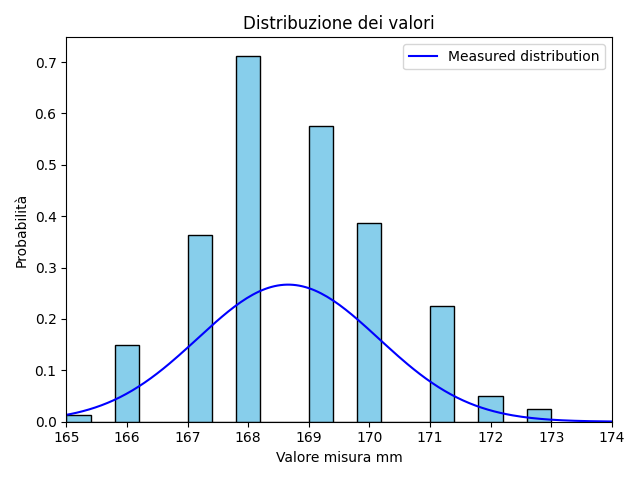 Distribuzione dei valori
Measured distribution
Probabilità
0.7
0.6
0.5
0.4
0.3
0.2
0.1
0.0
165 166 167 168 169 170 171 172 173 174
Valore misura mm